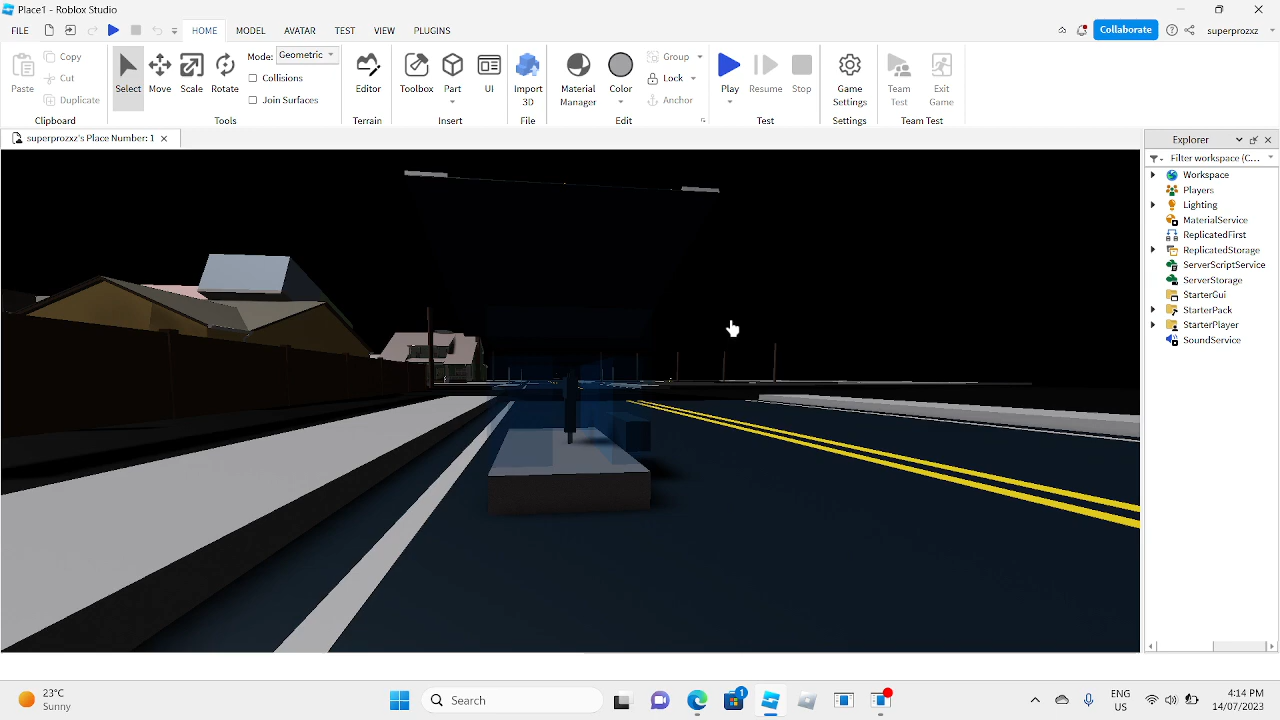 Place1 - Roblox Studio
FILE HOME MODEL AVATAR TEST VIEW PLUGINS Collaborate superprozxz
Paste Copy Cut Duplicate Clipboard
Select Move Scale Rotate Mode: Geometric Collisions Join Surfaces Tools
Editor Terrain
Toolbox Part UI Insert
Import 3D File
Material Manager Color Group Lock Anchor Edit
Play Resume Stop Test
Game Settings Settings
Team Test Exit Game Team Test
superprozxz's Place Number: 1
Explorer
Filter workspace (C...
Workspace
Players
Lighting
MaterialService
ReplicatedFirst
ReplicatedStorage
ServerScriptService
ServerStorage
StarterGui
StarterPack
StarterPlayer
SoundService
23°C
Sunny
Search
1
ENG
US
4:14 PM
14/07/2023